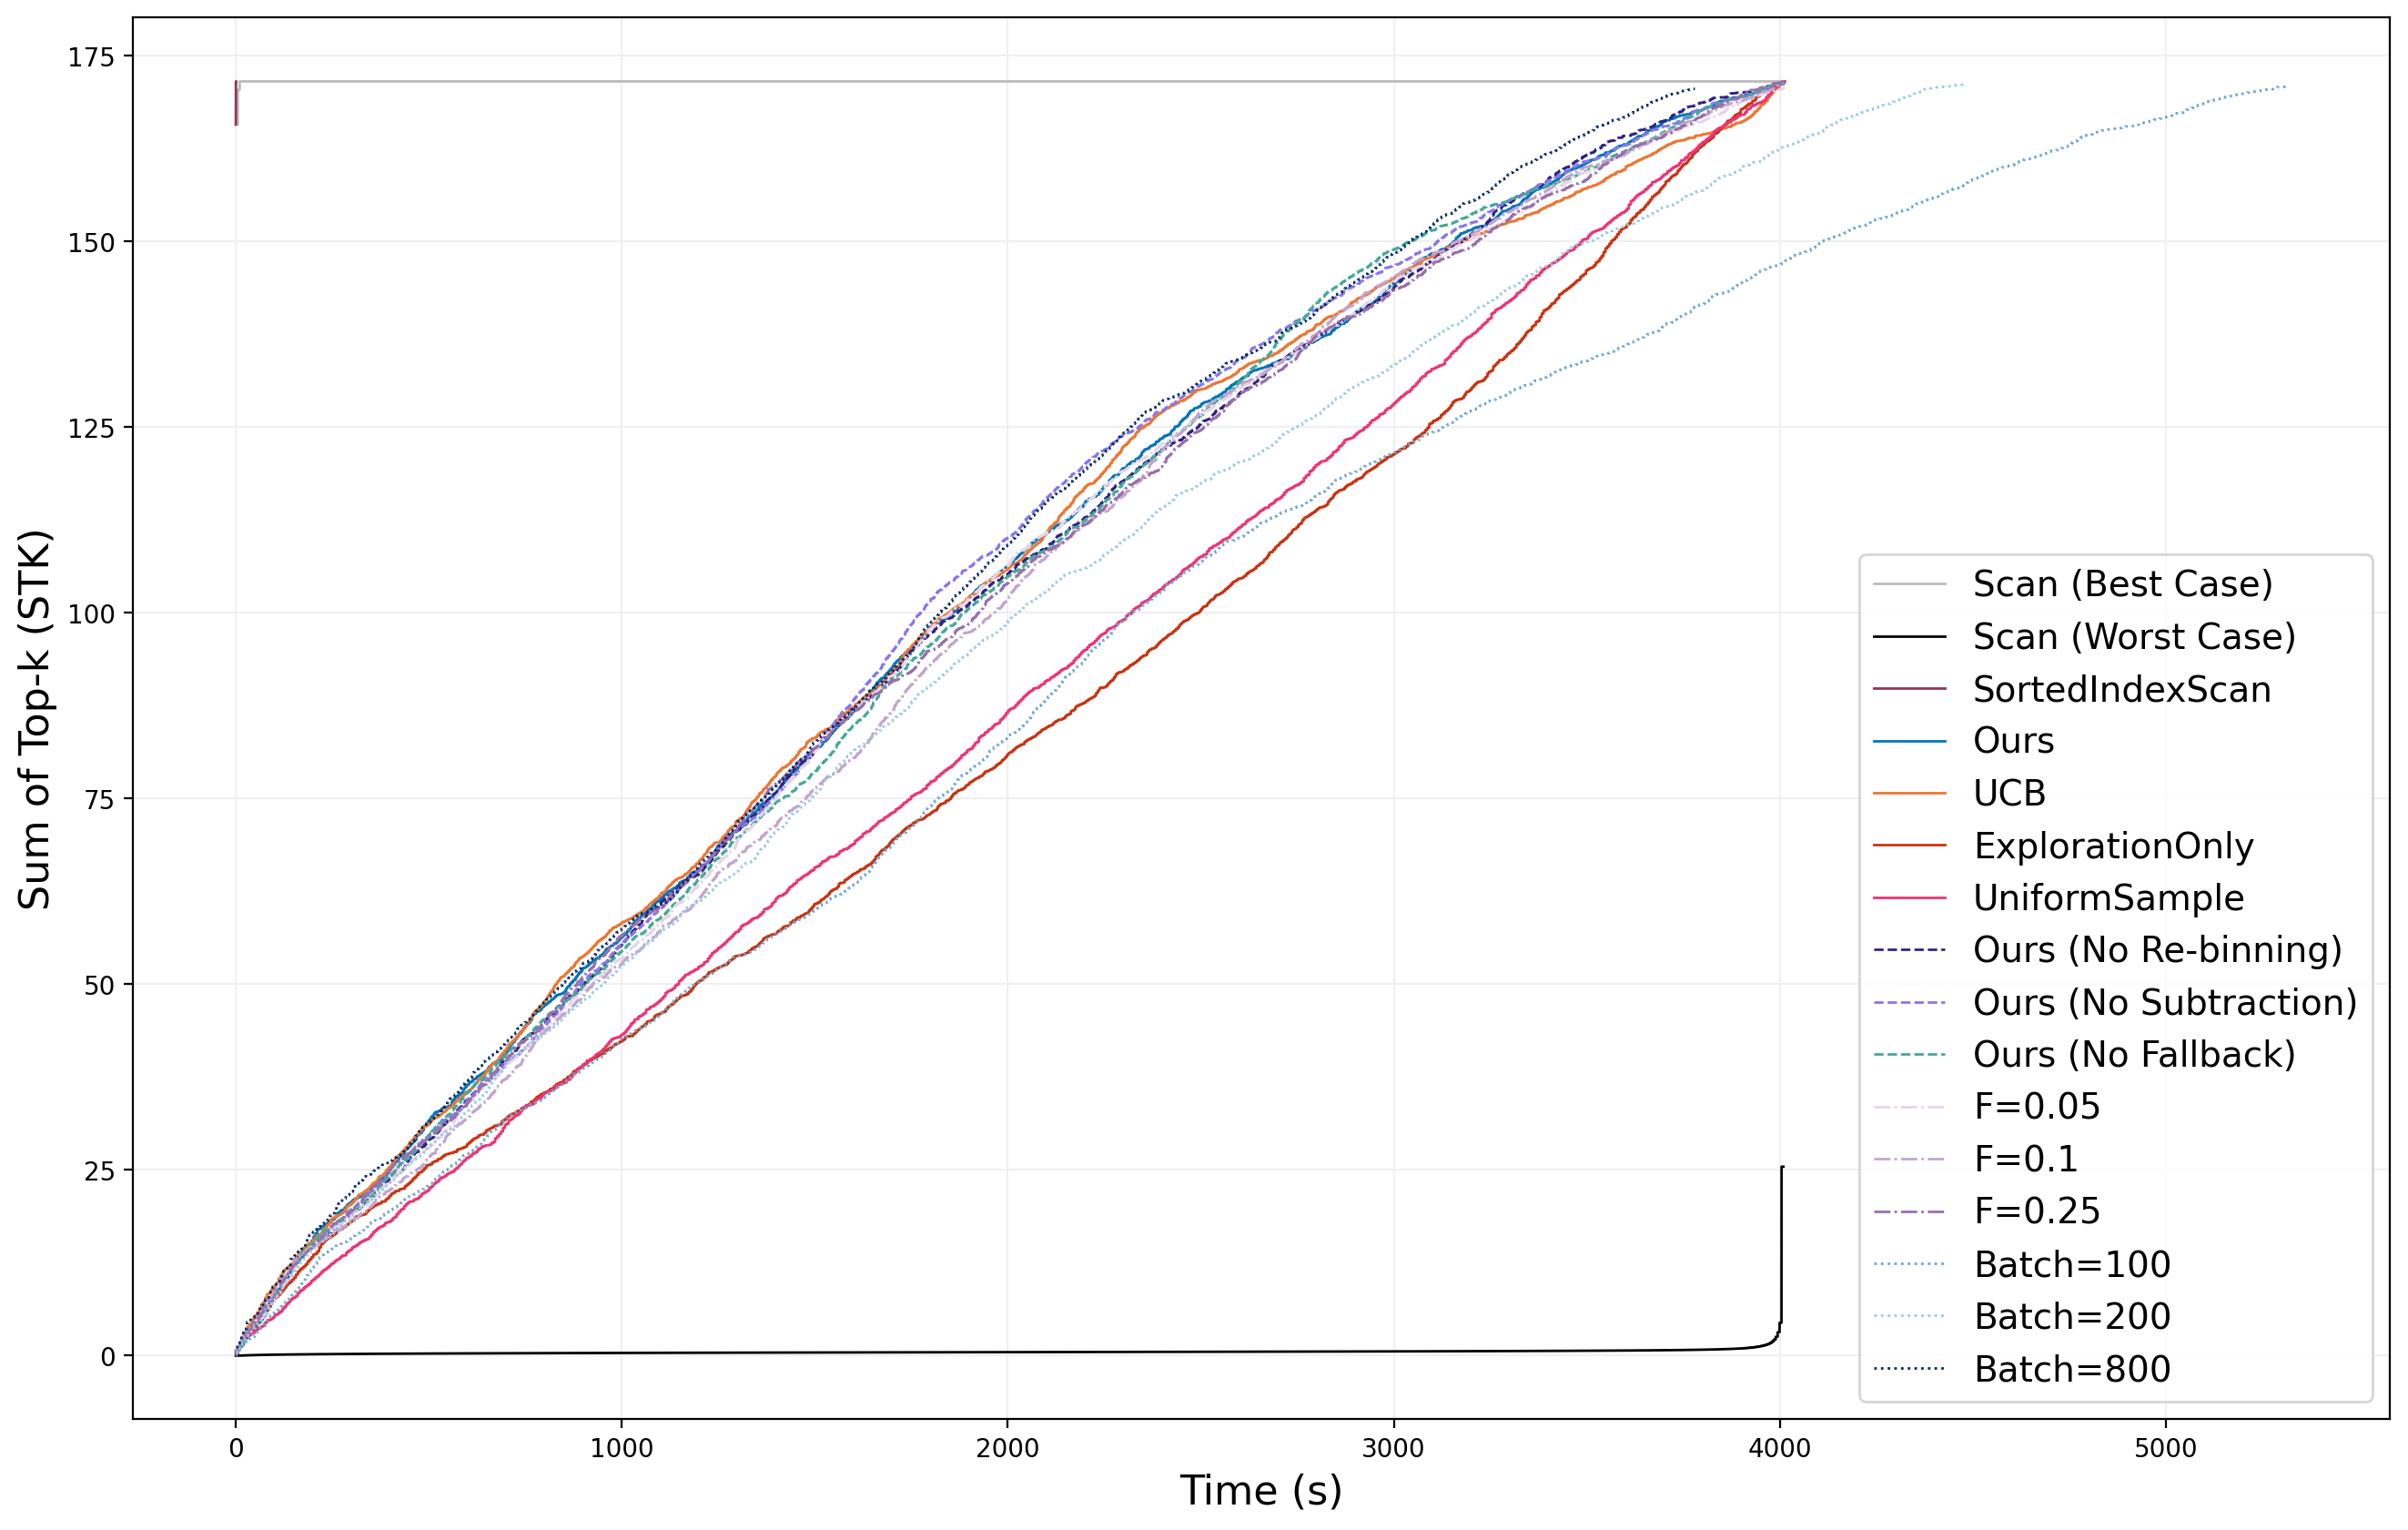 Sum of Top-k (STK)
175
150
125
100
75
50
25
0
0 1000 2000 3000 4000 5000
Time (s)
Scan (Best Case)
Scan (Worst Case)
SortedIndexScan
Ours
UCB
ExplorationOnly
UniformSample
Ours (No Re-binning)
Ours (No Subtraction)
Ours (No Fallback)
F=0.05
F=0.1
F=0.25
Batch=100
Batch=200
Batch=800